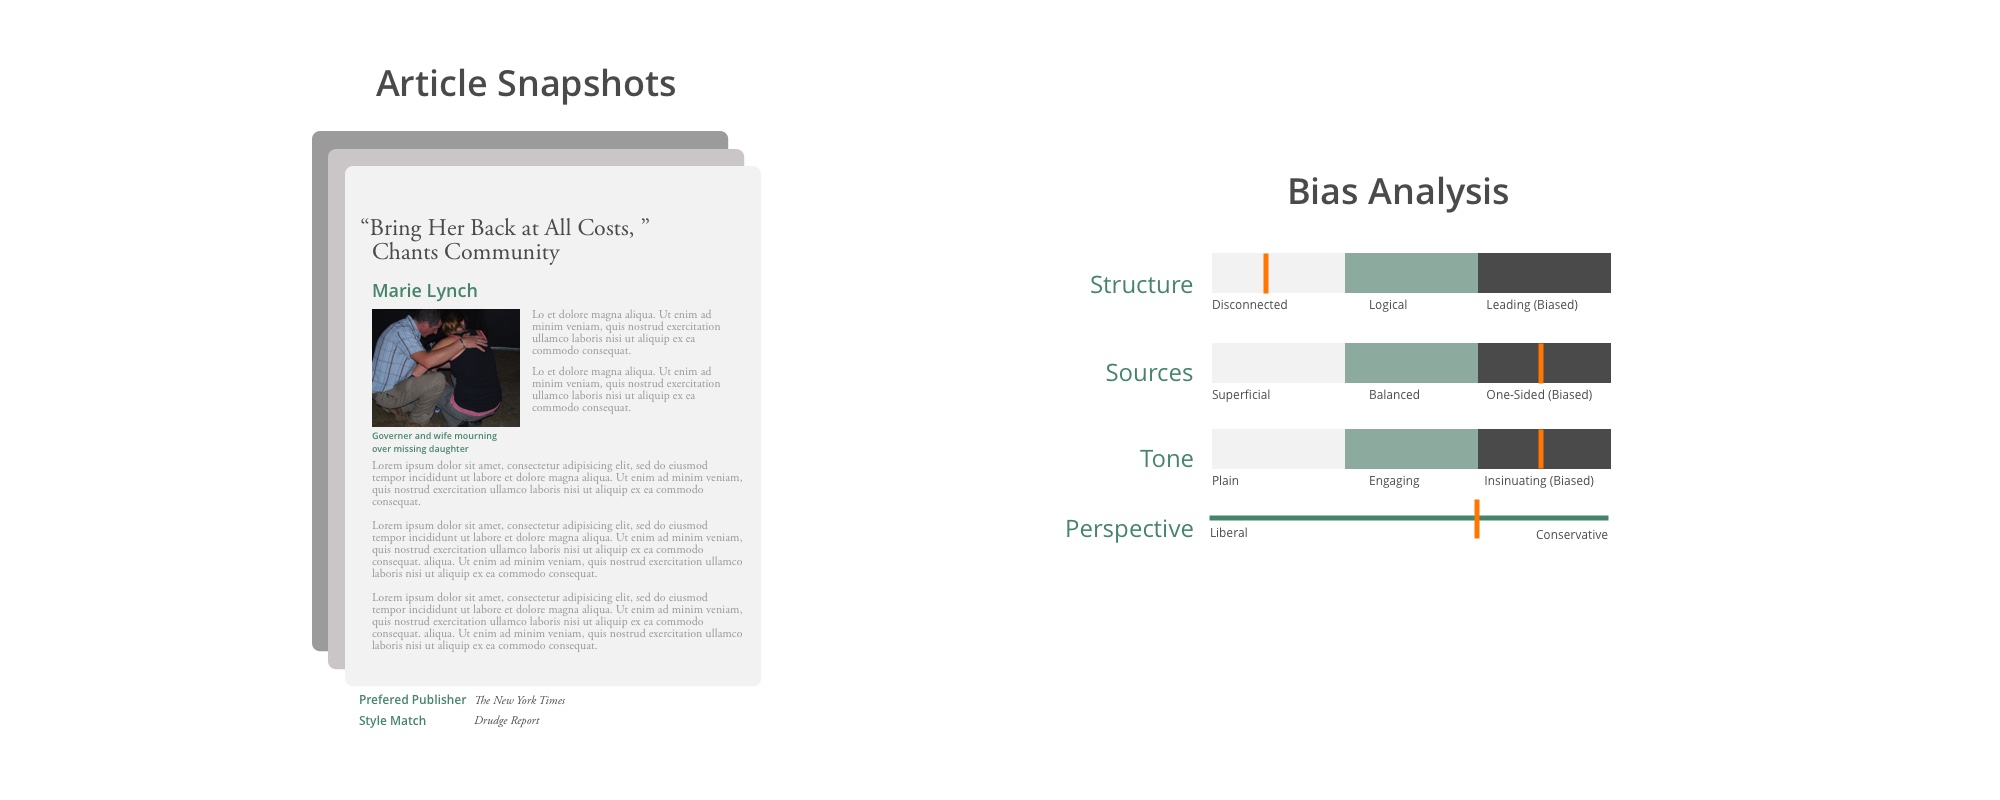 Article Snapshots
“Bring Her Back at All Costs, ”
Chants Community
Marie Lynch
Lo et dolore magna aliqua. Ut enim ad
minim veniam, quis nostrud exercitation
ullamco laboris nisi ut aliquip ex ea
commodo consequat.
Lo et dolore magna aliqua. Ut enim ad
minim veniam, quis nostrud exercitation
ullamco laboris nisi ut aliquip ex ea
commodo consequat.
Governer and wife mourning
over missing daughter
Lorem ipsum dolor sit amet, consectetur adipisicing elit, sed do eiusmod
tempor incididunt ut labore et dolore magna aliqua. Ut enim ad minim veniam,
quis nostrud exercitation ullamco laboris nisi ut aliquip ex ea commodo
consequat.
Lorem ipsum dolor sit amet, consectetur adipisicing elit, sed do eiusmod
tempor incididunt ut labore et dolore magna aliqua. Ut enim ad minim veniam,
quis nostrud exercitation ullamco laboris nisi ut aliquip ex ea commodo
consequat. aliqua. Ut enim ad minim veniam, quis nostrud exercitation ullamco
laboris nisi ut aliquip ex ea commodo consequat.
Lorem ipsum dolor sit amet, consectetur adipisicing elit, sed do eiusmod
tempor incididunt ut labore et dolore magna aliqua. Ut enim ad minim veniam,
quis nostrud exercitation ullamco laboris nisi ut aliquip ex ea commodo
consequat. aliqua. Ut enim ad minim veniam, quis nostrud exercitation ullamco
laboris nisi ut aliquip ex ea commodo consequat.
Prefered Publisher The New York Times
Style Match Drudge Report
Bias Analysis
Structure
Disconnected Logical Leading (Biased)
Sources
Superficial Balanced One-Sided (Biased)
Tone
Plain Engaging Insinuating (Biased)
Perspective
Liberal Conservative